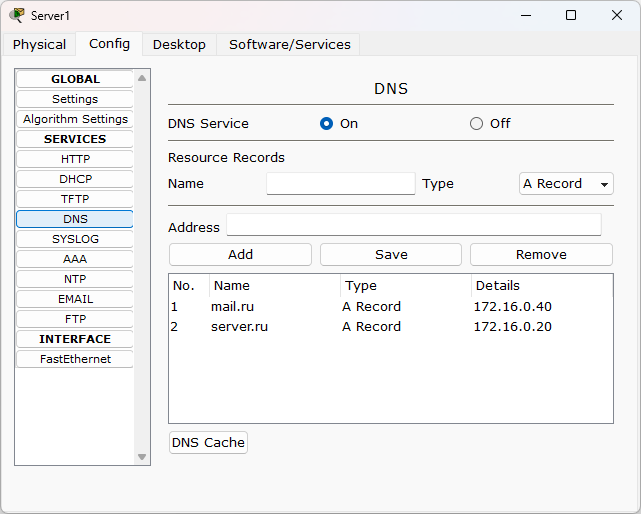 Server1
Physical Config Desktop Software/Services
GLOBAL
Settings
Algorithm Settings
SERVICES
HTTP
DHCP
TFTP
DNS
SYSLOG
AAA
NTP
EMAIL
FTP
INTERFACE
FastEthernet
DNS
DNS Service On Off
Resource Records
Name Type A Record
Address
Add Save Remove
No. Name Type Details
1 mail.ru A Record 172.16.0.40
2 server.ru A Record 172.16.0.20
DNS Cache